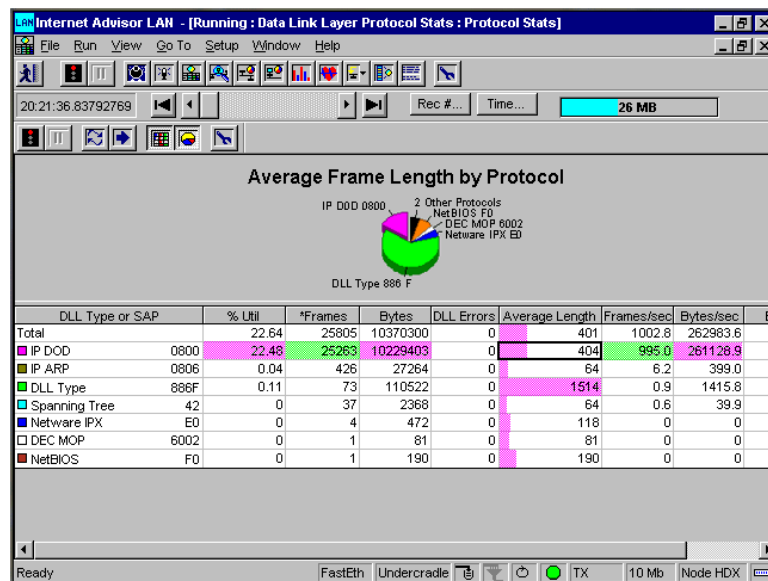 LAN Internet Advisor LAN - [Running : Data Link Layer Protocol Stats : Protocol Stats]
File Run View Go To Setup Window Help
20:21:36.83792769 Rec #... Time... 26 MB
Average Frame Length by Protocol
IP DOD 0800
2 Other Protocols
NetBIOS F0
DEC MOP 6002
Netware IPX E0
DLL Type 886 F
DLL Type or SAP % Util *Frames Bytes DLL Errors Average Length Frames/sec Bytes/sec
Total 22.64 25805 10370300 0 401 1002.8 262983.6
IP DOD 0800 22.48 25263 10229403 0 404 995.0 261128.9
IP ARP 0806 0.04 426 27264 0 64 6.2 399.0
DLL Type 886F 0.11 73 110522 0 1514 0.9 1415.8
Spanning Tree 42 0 37 2368 0 64 0.6 39.9
Netware IPX E0 0 4 472 0 118 0 0
DEC MOP 6002 0 1 81 0 81 0 0
NetBIOS F0 0 1 190 0 190 0 0
Ready FastEth Undercradle TX 10 Mb Node HDX